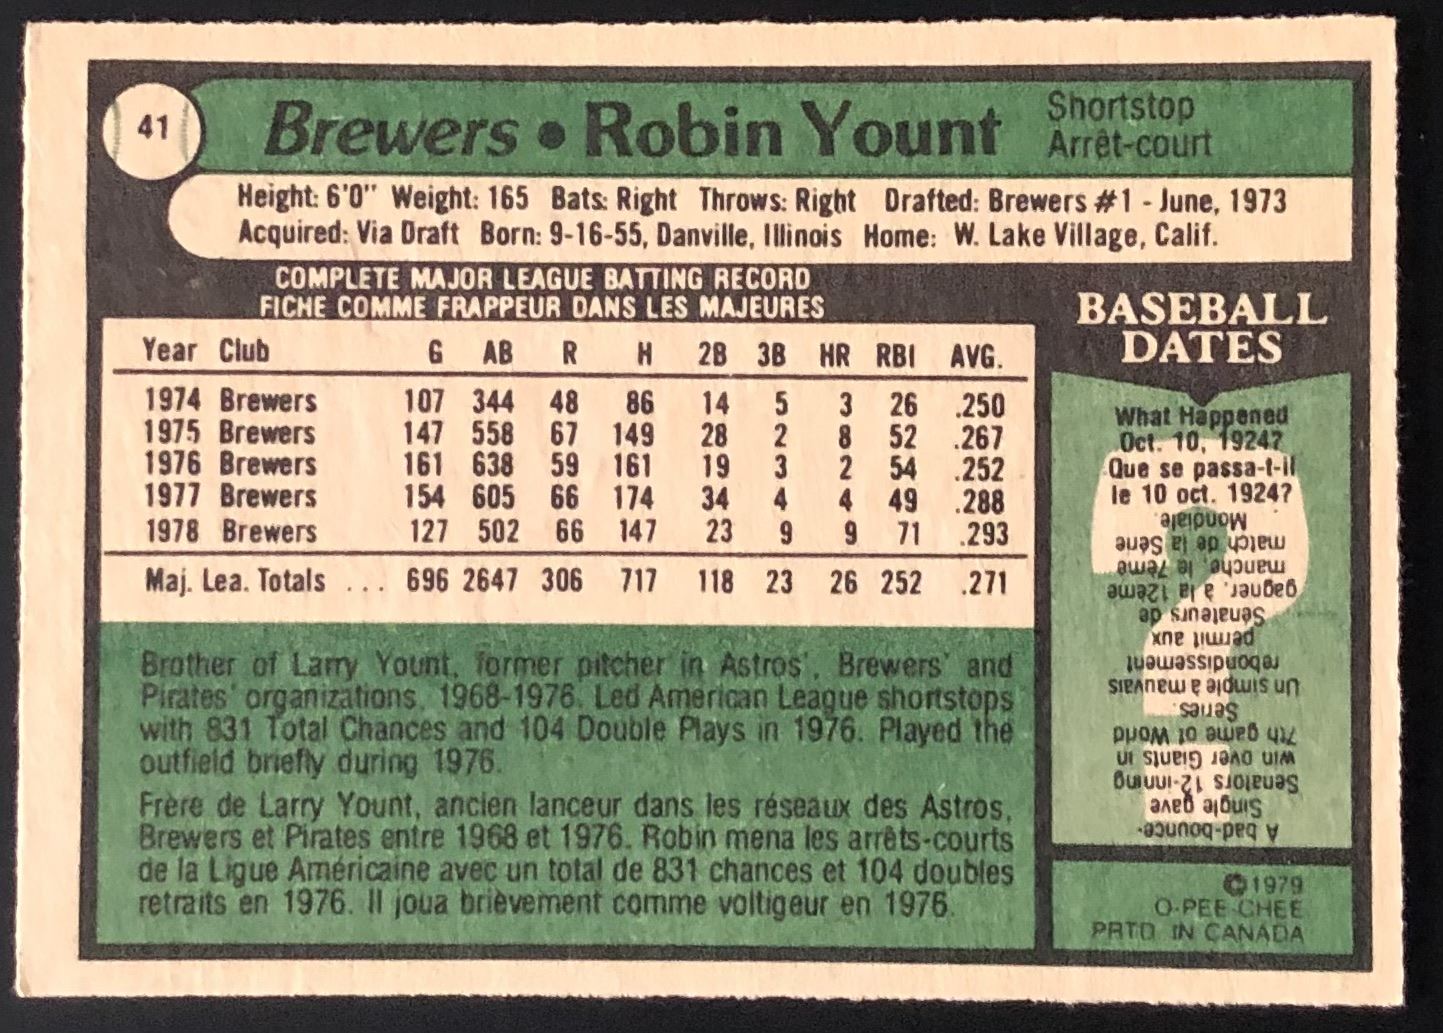 41
Brewers • Robin Yount
Shortstop
Arrêt-court
Height: 6'0" Weight: 165 Bats: Right Throws: Right Drafted: Brewers #1 - June, 1973
Acquired: Via Draft Born: 9-16-55, Danville, Illinois Home: W. Lake Village, Calif.
COMPLETE MAJOR LEAGUE BATTING RECORD
FICHE COMME FRAPPEUR DANS LES MAJEURES
Year Club G AB R H 2B 3B HR RBI AVG.
1974 Brewers 107 344 48 86 14 5 3 26 .250
1975 Brewers 147 558 67 149 28 2 8 52 .267
1976 Brewers 161 638 59 161 19 3 2 54 .252
1977 Brewers 154 605 66 174 34 4 4 49 .288
1978 Brewers 127 502 66 147 23 9 9 71 .293
Maj. Lea. Totals ... 696 2647 306 717 118 23 26 252 .271
Brother of Larry Yount, former pitcher in Astros', Brewers' and
Pirates' organizations, 1968-1976. Led American League shortstops
with 831 Total Chances and 104 Double Plays in 1976. Played the
outfield briefly during 1976.
Frère de Larry Yount, ancien lanceur dans les réseaux des Astros,
Brewers et Pirates entre 1968 et 1976. Robin mena les arrêts-courts
de la Ligue Américaine avec un total de 831 chances et 104 doubles
retraits en 1976. Il joua brièvement comme voltigeur en 1976.
BASEBALL
DATES
What Happened
Oct. 10, 1924?
Que se passa-t-il
le 10 oct. 1924?
A bad-bounce-
Single gave
Senators 12-inning
win over Giants in
7th game of World
Series.
Un simple à mauvais
rebondissement
permit aux
Sénateurs de
gagner, à la 12ème
manche, le 7ème
match de la Série
Mondiale.
©1979
O-PEE-CHEE
PRTD. IN CANADA